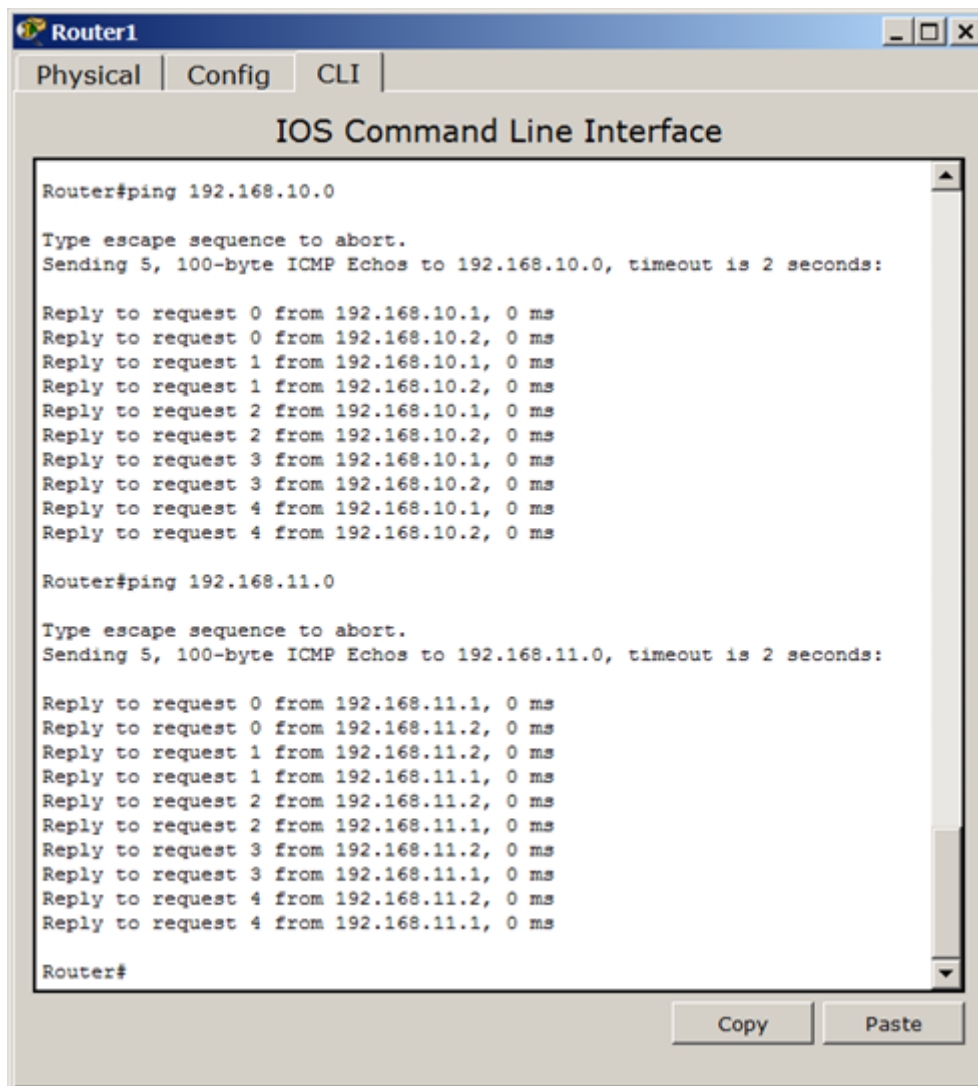 Router1
Physical Config CLI
IOS Command Line Interface
Router#ping 192.168.10.0
Type escape sequence to abort.
Sending 5, 100-byte ICMP Echos to 192.168.10.0, timeout is 2 seconds:
Reply to request 0 from 192.168.10.1, 0 ms
Reply to request 0 from 192.168.10.2, 0 ms
Reply to request 1 from 192.168.10.1, 0 ms
Reply to request 1 from 192.168.10.2, 0 ms
Reply to request 2 from 192.168.10.1, 0 ms
Reply to request 2 from 192.168.10.2, 0 ms
Reply to request 3 from 192.168.10.1, 0 ms
Reply to request 3 from 192.168.10.2, 0 ms
Reply to request 4 from 192.168.10.1, 0 ms
Reply to request 4 from 192.168.10.2, 0 ms
Router#ping 192.168.11.0
Type escape sequence to abort.
Sending 5, 100-byte ICMP Echos to 192.168.11.0, timeout is 2 seconds:
Reply to request 0 from 192.168.11.1, 0 ms
Reply to request 0 from 192.168.11.2, 0 ms
Reply to request 1 from 192.168.11.2, 0 ms
Reply to request 1 from 192.168.11.1, 0 ms
Reply to request 2 from 192.168.11.2, 0 ms
Reply to request 2 from 192.168.11.1, 0 ms
Reply to request 3 from 192.168.11.2, 0 ms
Reply to request 3 from 192.168.11.1, 0 ms
Reply to request 4 from 192.168.11.2, 0 ms
Reply to request 4 from 192.168.11.1, 0 ms
Router#
Copy Paste